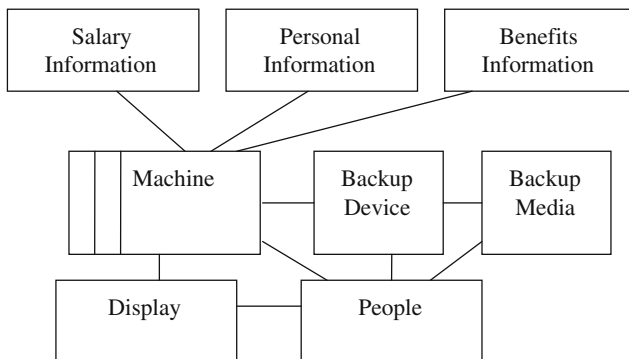 Salary
Information
Personal
Information
Benefits
Information
Machine
Backup
Device
Backup
Media
Display
People